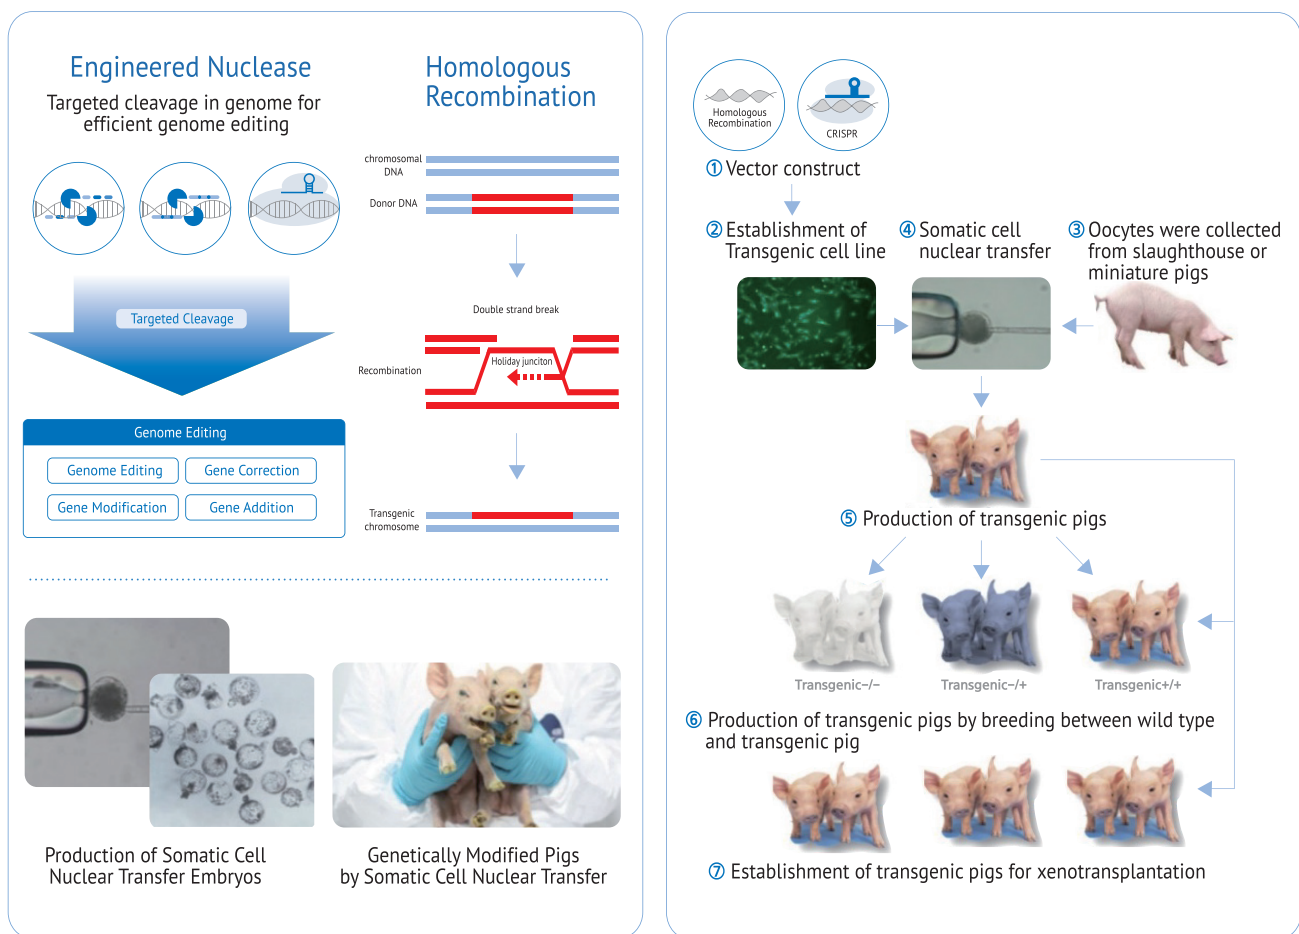 Engineered Nuclease
Targeted cleavage in genome for
efficient genome editing
Targeted Cleavage
Genome Editing
Genome Editing
Gene Correction
Gene Modification
Gene Addition
Homologous
Recombination
chromosomal
DNA
Donor DNA
Double strand break
Recombination
Holiday junciton
Transgenic
chromosome
Production of Somatic Cell
Nuclear Transfer Embryos
Genetically Modified Pigs
by Somatic Cell Nuclear Transfer
Homologous
Recombination
CRISPR
① Vector construct
② Establishment of
Transgenic cell line
④ Somatic cell
nuclear transfer
③ Oocytes were collected
from slaughthouse or
miniature pigs
⑤ Production of transgenic pigs
Transgenic-/-
Transgenic-/+
Transgenic+/+
⑥ Production of transgenic pigs by breeding between wild type
and transgenic pig
⑦ Establishment of transgenic pigs for xenotransplantation